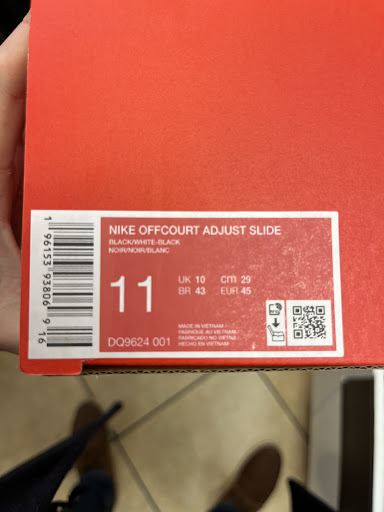 NIKE OFFCOURT ADJUST SLIDE
BLACK/WHITE-BLACK
NOIR/NOIR/BLANC
11
UK 10 cm 29
BR 43 EUR 45
MADE IN VIETNAM /
FABRIQUE AU VIETNAM /
FABRICADO NO VIETNÃ /
HECHO EN VIETNAM
DQ9624 001
1 96153 93806 9 16